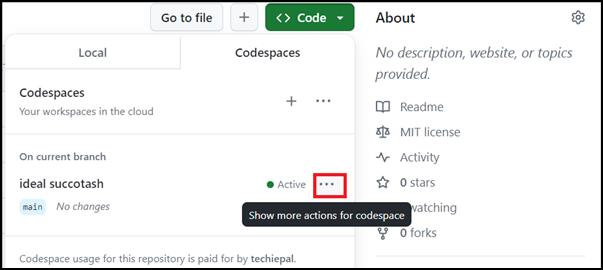 Go to file
Code
Local
Codespaces
Codespaces
Your workspaces in the cloud
On current branch
ideal succotash
Active
main
No changes
Show more actions for codespace
Codespace usage for this repository is paid for by techiepal.
About
No description, website, or topics
provided.
Readme
MIT license
Activity
0 stars
watching
0 forks